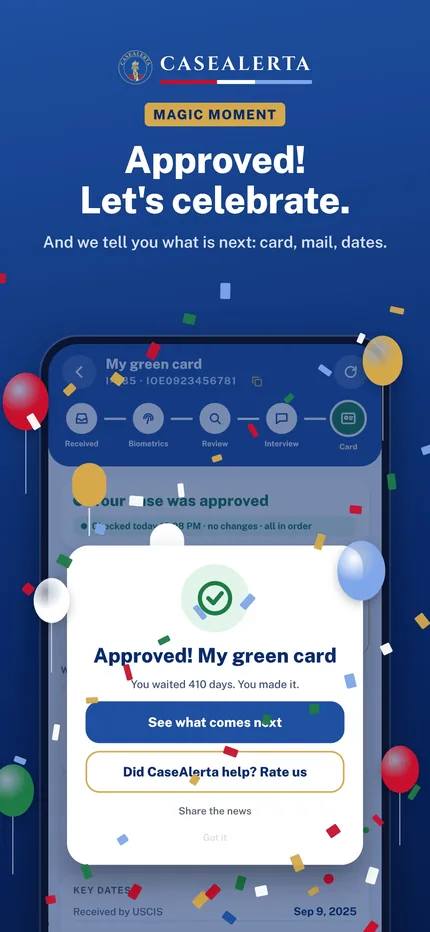 CASEALERTA
CASEALERTA
MAGIC MOMENT
Approved!
Let's celebrate.
And we tell you what is next: card, mail, dates.
My green card
IOE0923456781
Received
Biometrics
Review
Interview
Card
case was approved
today PM · no changes · all in order
Approved! My green card
You waited 410 days. You made it.
See what comes next
Did CaseAlerta help? Rate us
Share the news
Got it
KEY DATES
Received by USCIS
Sep 9, 2025